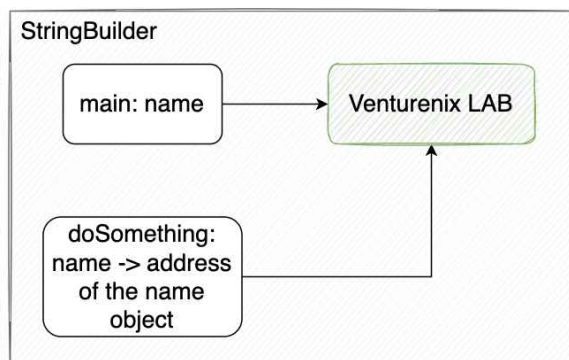 StringBuilder
main: name
Venturenix LAB
doSomething:
name -> address
of the name
object